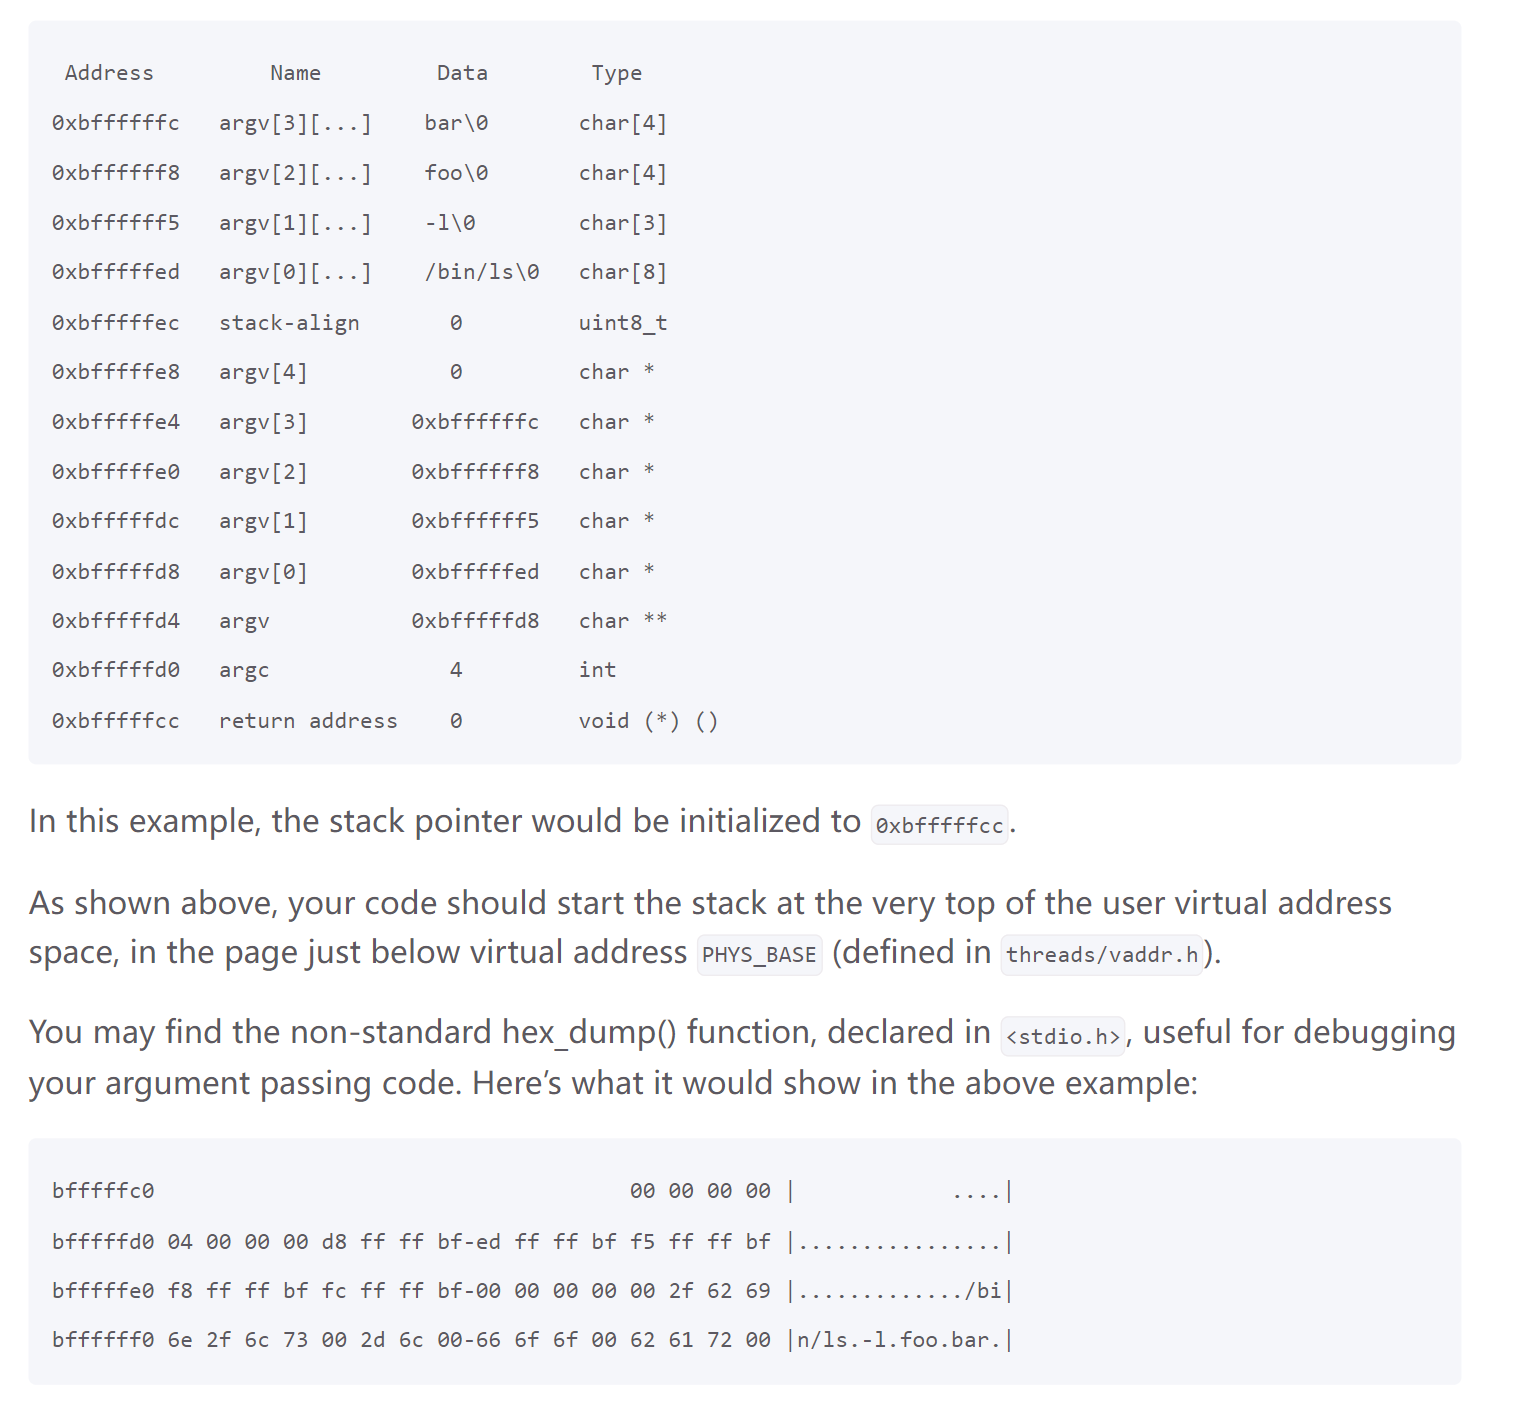 Address         Name         Data        Type
0xbffffffc   argv[3][...]    bar\0       char[4]
0xbffffff8   argv[2][...]    foo\0       char[4]
0xbffffff5   argv[1][...]    -l\0        char[3]
0xbfffffed   argv[0][...]    /bin/ls\0   char[8]
0xbfffffec   stack-align       0         uint8_t
0xbfffffe8   argv[4]           0         char *
0xbfffffe4   argv[3]        0xbffffffc   char *
0xbfffffe0   argv[2]        0xbffffff8   char *
0xbfffffdc   argv[1]        0xbffffff5   char *
0xbfffffd8   argv[0]        0xbfffffed   char *
0xbfffffd4   argv           0xbfffffd8   char **
0xbfffffd0   argc              4         int
0xbfffffcc   return address    0         void (*) ()
In this example, the stack pointer would be initialized to 0xbfffffcc.
As shown above, your code should start the stack at the very top of the user virtual address
space, in the page just below virtual address PHYS_BASE (defined in threads/vaddr.h).
You may find the non-standard hex_dump() function, declared in <stdio.h>, useful for debugging
your argument passing code. Here’s what it would show in the above example:
bfffffc0                                     00 00 00 00 |            ....|
bfffffd0 04 00 00 00 d8 ff ff bf-ed ff ff bf f5 ff ff bf |................|
bfffffe0 f8 ff ff bf fc ff ff bf-00 00 00 00 00 2f 62 69 |............./bi|
bffffff0 6e 2f 6c 73 00 2d 6c 00-66 6f 6f 00 62 61 72 00 |n/ls.-l.foo.bar.|